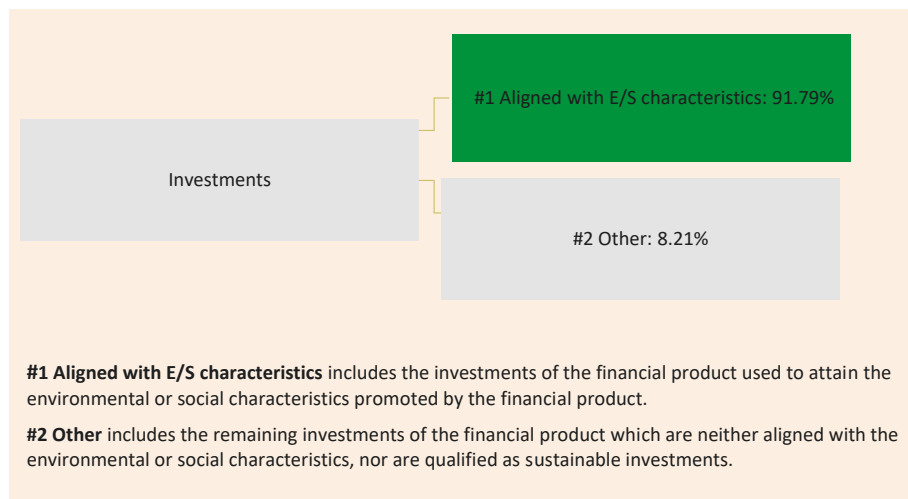 #1 Aligned with E/S characteristics: 91.79%
Investments
#2 Other: 8.21%
#1 Aligned with E/S characteristics includes the investments of the financial product used to attain the
environmental or social characteristics promoted by the financial product.
#2 Other includes the remaining investments of the financial product which are neither aligned with the
environmental or social characteristics, nor are qualified as sustainable investments.